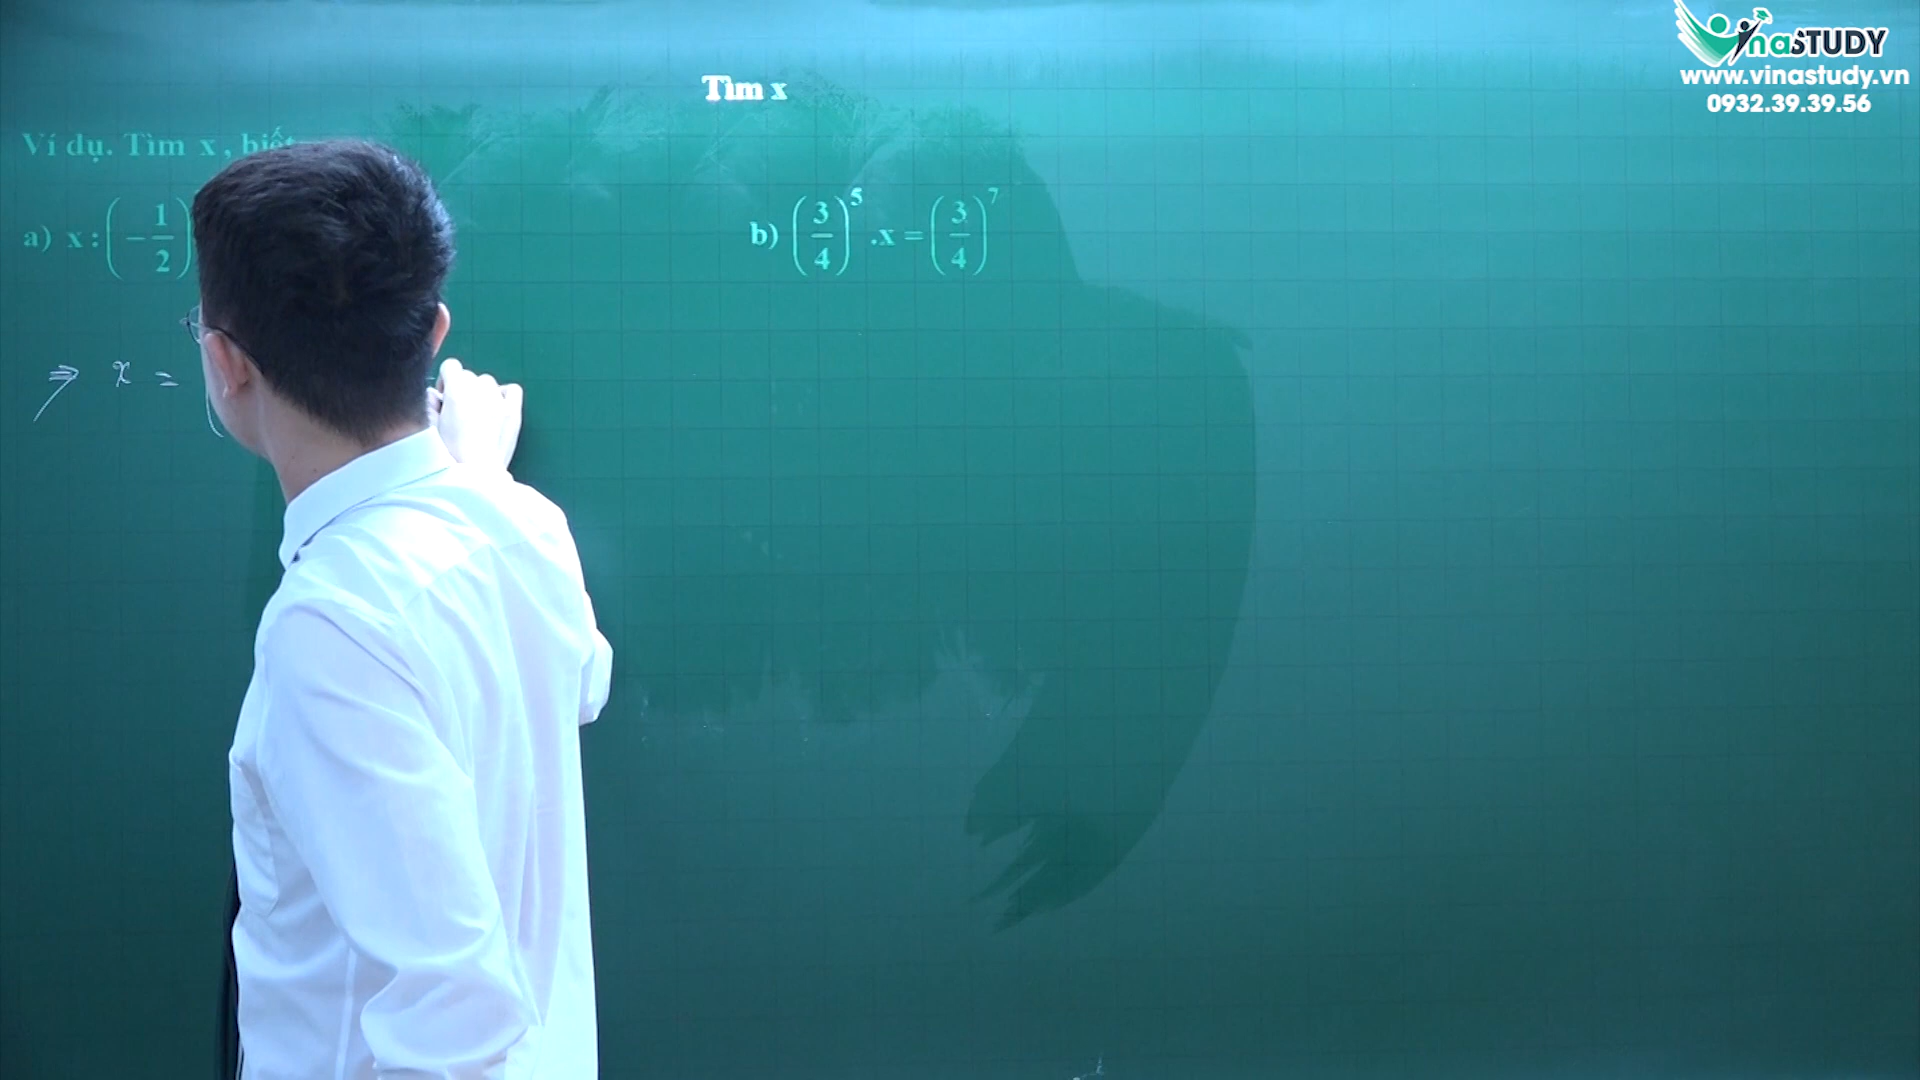 VinaSTUDY
www.vinastudy.vn
0932.39.39.56
Tìm x
Ví dụ. Tìm x, biết
a) x : (-1/2)
b) (3/4)^5 .x = (3/4)^7
⇒ x =